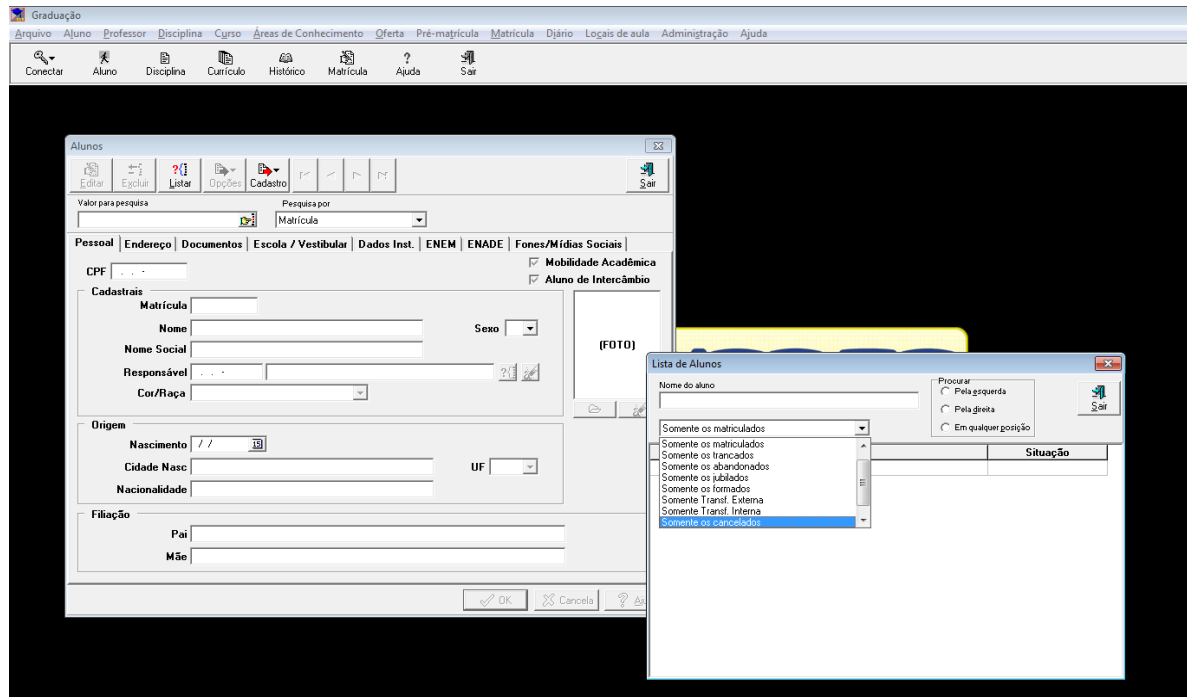 Graduação
Arquivo Aluno Professor Disciplina Curso Áreas de Conhecimento Oferta Pré-matrícula Matrícula Diário Locais de aula Administração Ajuda
Conectar Aluno Disciplina Currículo Histórico Matrícula Ajuda Sair
Alunos
Editar Excluir Listar Opções Cadastro Sair
Valor para pesquisa Pesquisa por
Matrícula
Pessoal Endereço Documentos Escola / Vestibular Dados Inst. ENEM ENADE Fones/Mídias Sociais
Mobilidade Acadêmica
CPF . . -
Aluno de Intercâmbio
Cadastrais
Matrícula
Nome Sexo
Nome Social
(FOTO)
Responsável . . -
Cor/Raça
Origem
Nascimento / / 15
Cidade Nasc UF
Nacionalidade
Filiação
Pai
Mãe
OK Cancela
Lista de Alunos
Nome do aluno
Procurar
Pela esquerda
Pela direita
Em qualquer posição
Sair
Somente os matriculados
Situação
Somente os matriculados
Somente os trancados
Somente os abandonados
Somente os jubilados
Somente os formados
Somente Transf. Externa
Somente Transf. Interna
Somente os cancelados